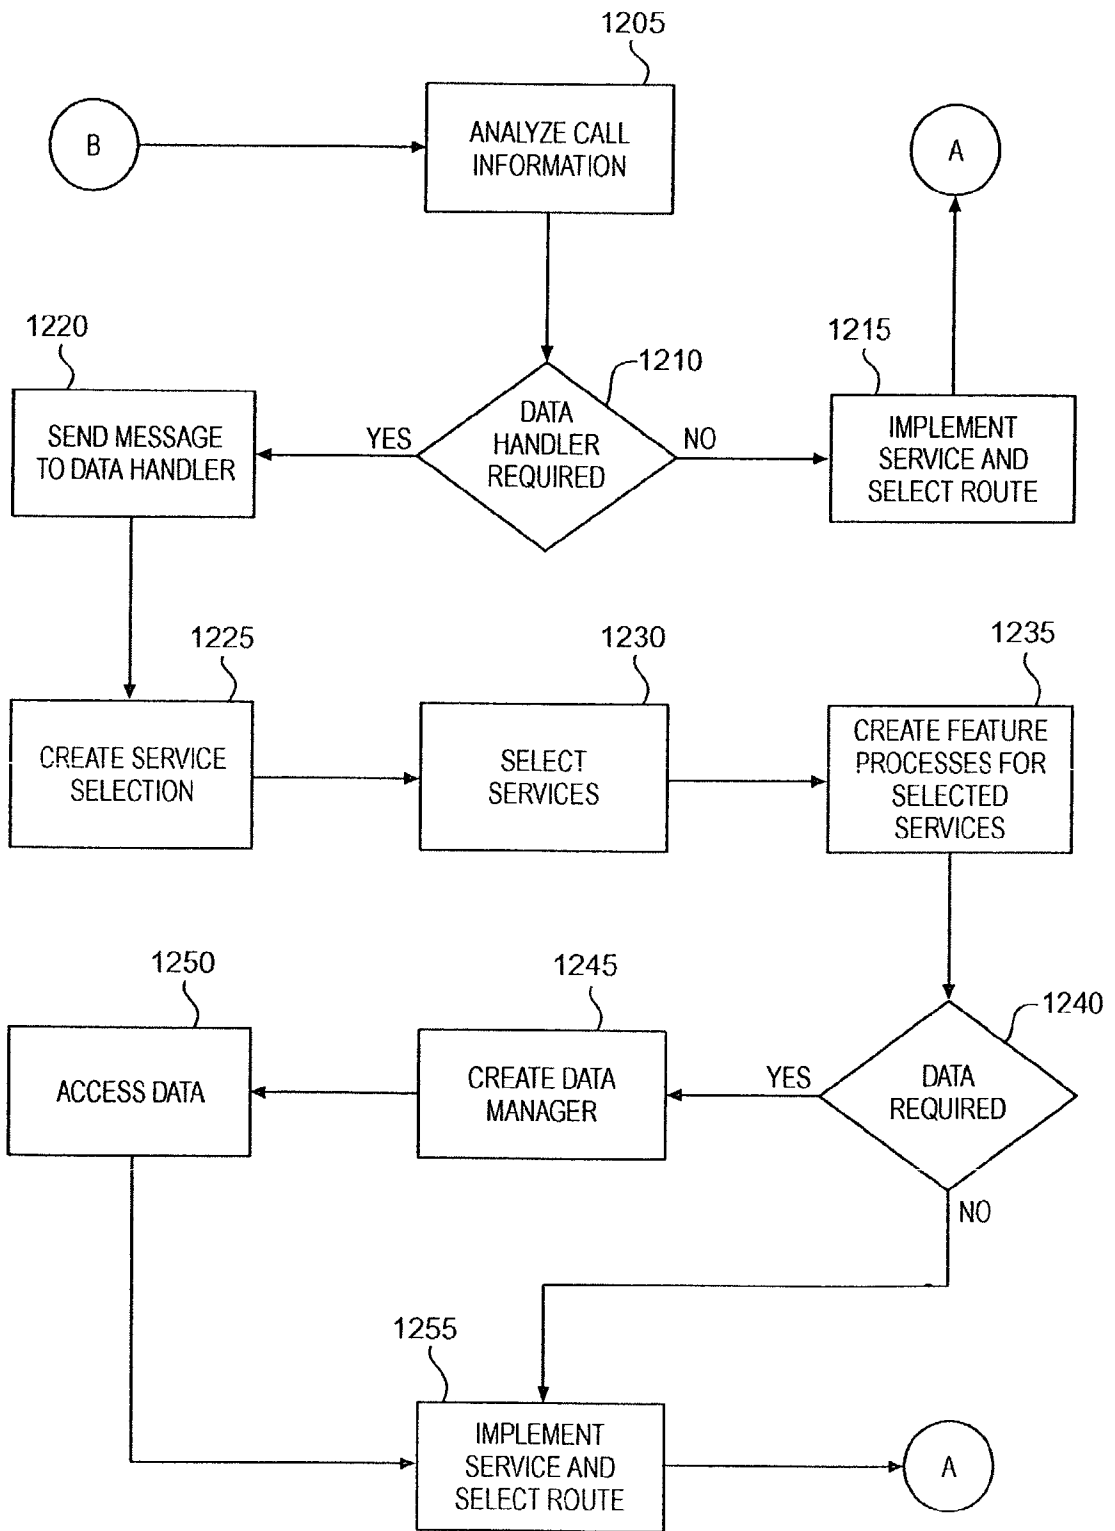 1205
B
ANALYZE CALL
INFORMATION
A
1220
1210
1215
SEND MESSAGE
TO DATA HANDLER
YES
DATA
HANDLER
REQUIRED
NO
IMPLEMENT
SERVICE AND
SELECT ROUTE
1225
1230
1235
CREATE SERVICE
SELECTION
SELECT
SERVICES
CREATE FEATURE
PROCESSES FOR
SELECTED
SERVICES
1250
1245
1240
ACCESS DATA
CREATE DATA
MANAGER
YES
DATA
REQUIRED
NO
1255
IMPLEMENT
SERVICE AND
SELECT ROUTE
A